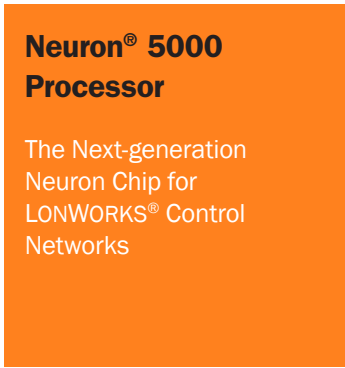 Neuron® 5000
Processor
The Next-generation
Neuron Chip for
LONWORKS® Control
Networks